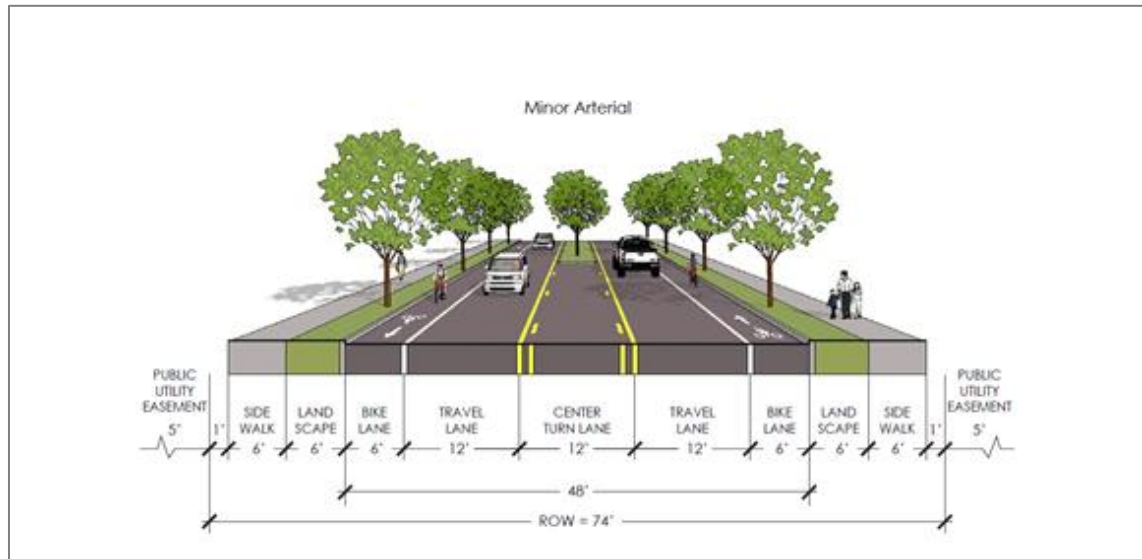 Minor Arterial
PUBLIC
UTILITY
EASEMENT
5'
1'
SIDE
WALK
6'
LAND
SCAPE
6'
BIKE
LANE
6'
TRAVEL
LANE
12'
CENTER
TURN LANE
12'
TRAVEL
LANE
12'
BIKE
LANE
6'
LAND
SCAPE
6'
SIDE
WALK
6'
1'
PUBLIC
UTILITY
EASEMENT
5'
48'
ROW = 74'